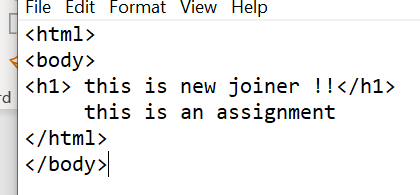 File Edit Format View Help
<html>
<body>
<h1> this is new joiner !!</h1>
this is an assignment
</html>
</body>